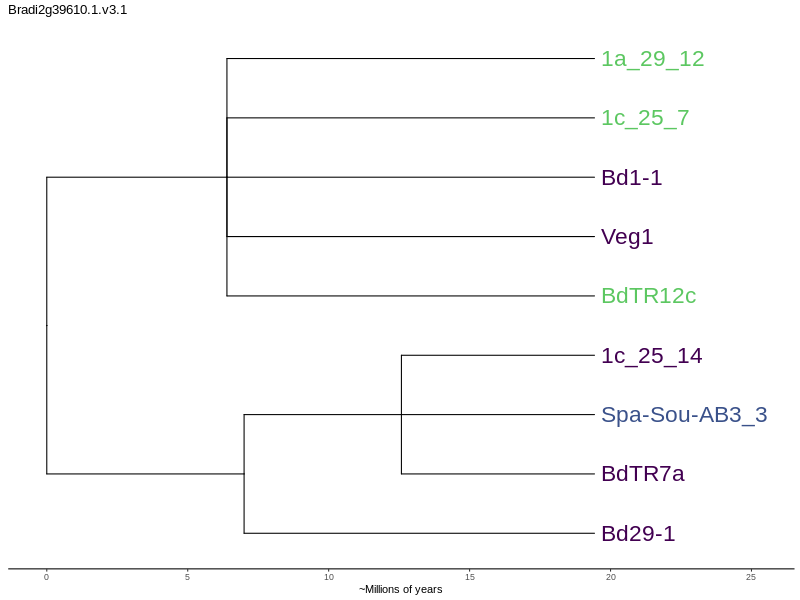 Bradi2g39610.1.v3.1
1a_29_12
1c_25_7
Bd1-1
Veg1
BdTR12c
1c_25_14
Spa-Sou-AB3_3
BdTR7a
Bd29-1
0 5 10 15 20 25
~Millions of years